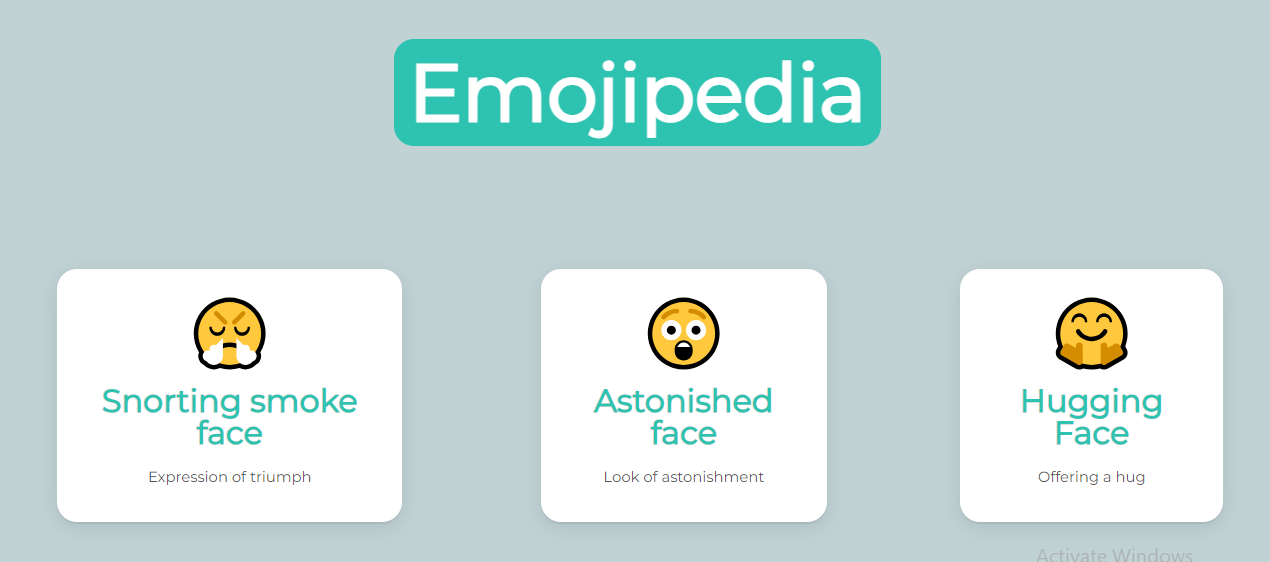 Emojipedia
Snorting smoke
face
Expression of triumph
Astonished
face
Look of astonishment
Hugging
Face
Offering a hug
Activate Windows